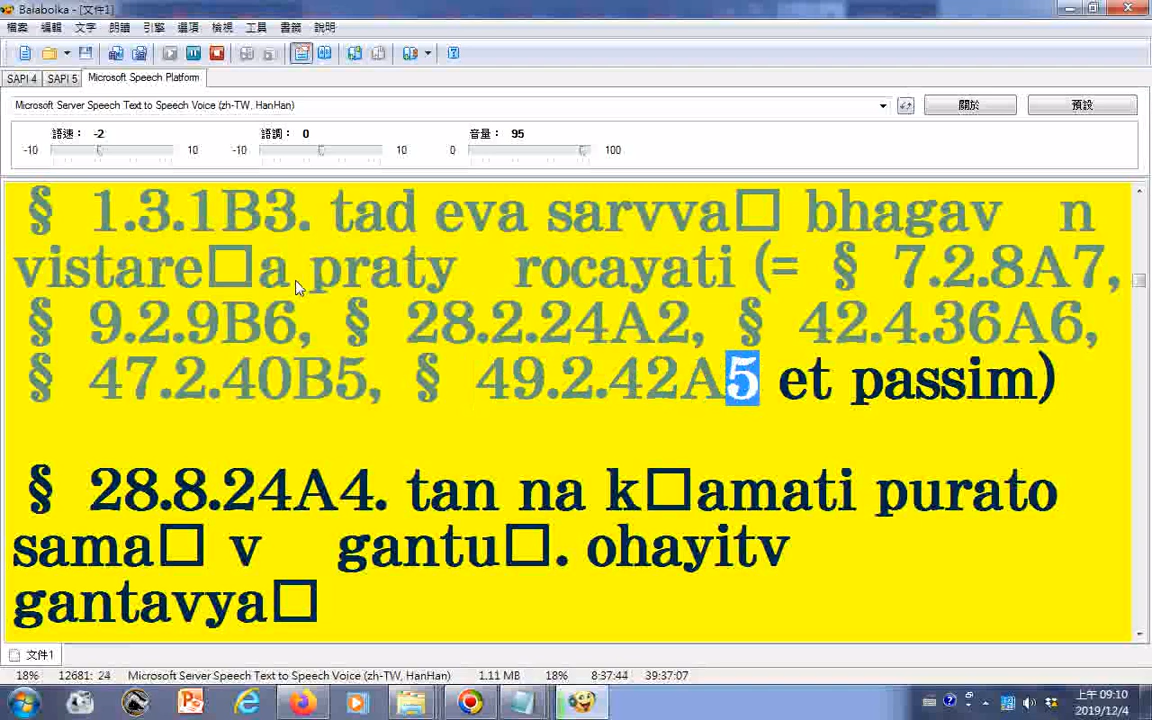 Balabolka - [文件1]
檔案 編輯 文字 朗讀 引擎 選項 檢視 工具 書籤 說明
SAPI 4 SAPI 5 Microsoft Speech Platform
Microsoft Server Speech Text to Speech Voice (zh-TW, HanHan) 關於 預設
語速： -2 語調： 0 音量： 95
-10 10 -10 10 0 100
§ 1.3.1B3. tad eva sarvva□ bhagav n
vistare□a praty rocayati (= § 7.2.8A7,
§ 9.2.9B6, § 28.2.24A2, § 42.4.36A6,
§ 47.2.40B5, § 49.2.42A5 et passim)
§ 28.8.24A4. tan na k□amati purato
sama□ v gantu□. ohayitv
gantavya□
文件1
18% 12681: 24 Microsoft Server Speech Text to Speech Voice (zh-TW, HanHan) 1.11 MB 18% 8:37:44 39:37:07
上午 09:10
2019/12/4